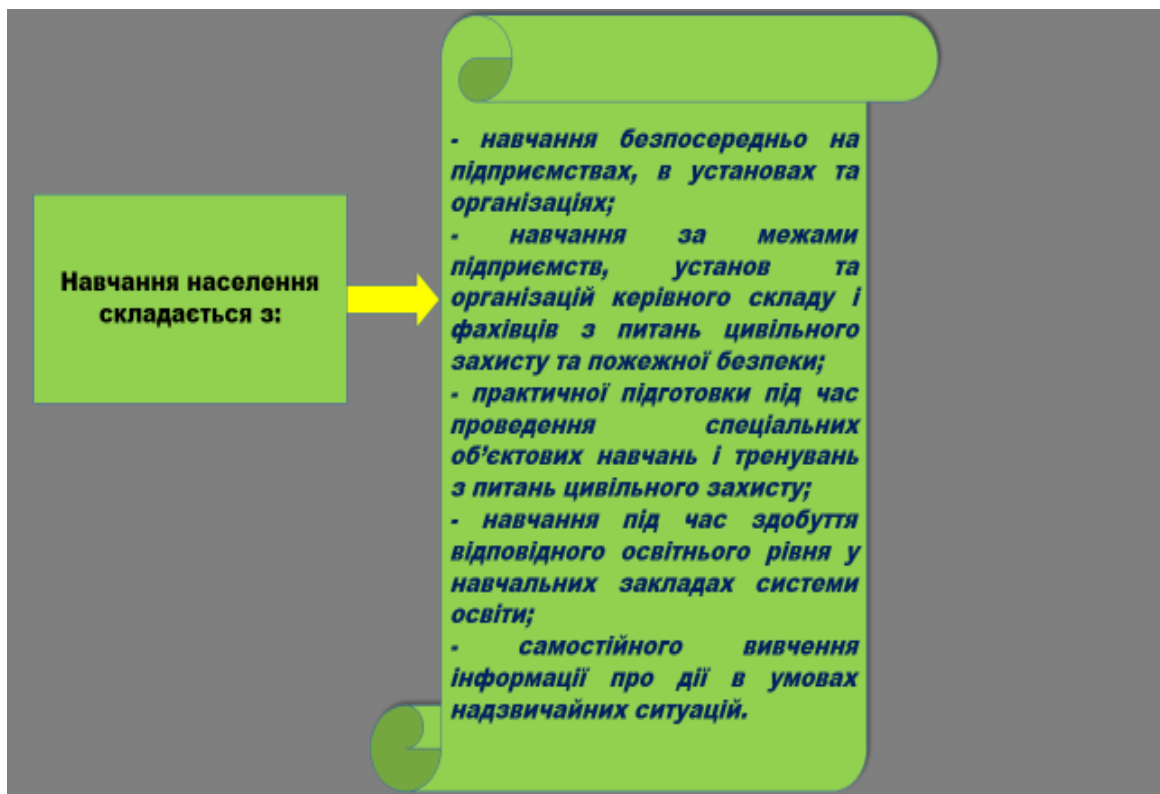 Навчання населення
складається з:
- навчання безпосередньо на
підприємствах, в установах та
організаціях;
- навчання за межами
підприємств, установ та
організацій керівного складу і
фахівців з питань цивільного
захисту та пожежної безпеки;
- практичної підготовки під час
проведення спеціальних
об’єктових навчань і тренувань
з питань цивільного захисту;
- навчання під час здобуття
відповідного освітнього рівня у
навчальних закладах системи
освіти;
- самостійного вивчення
інформації про дії в умовах
надзвичайних ситуацій.